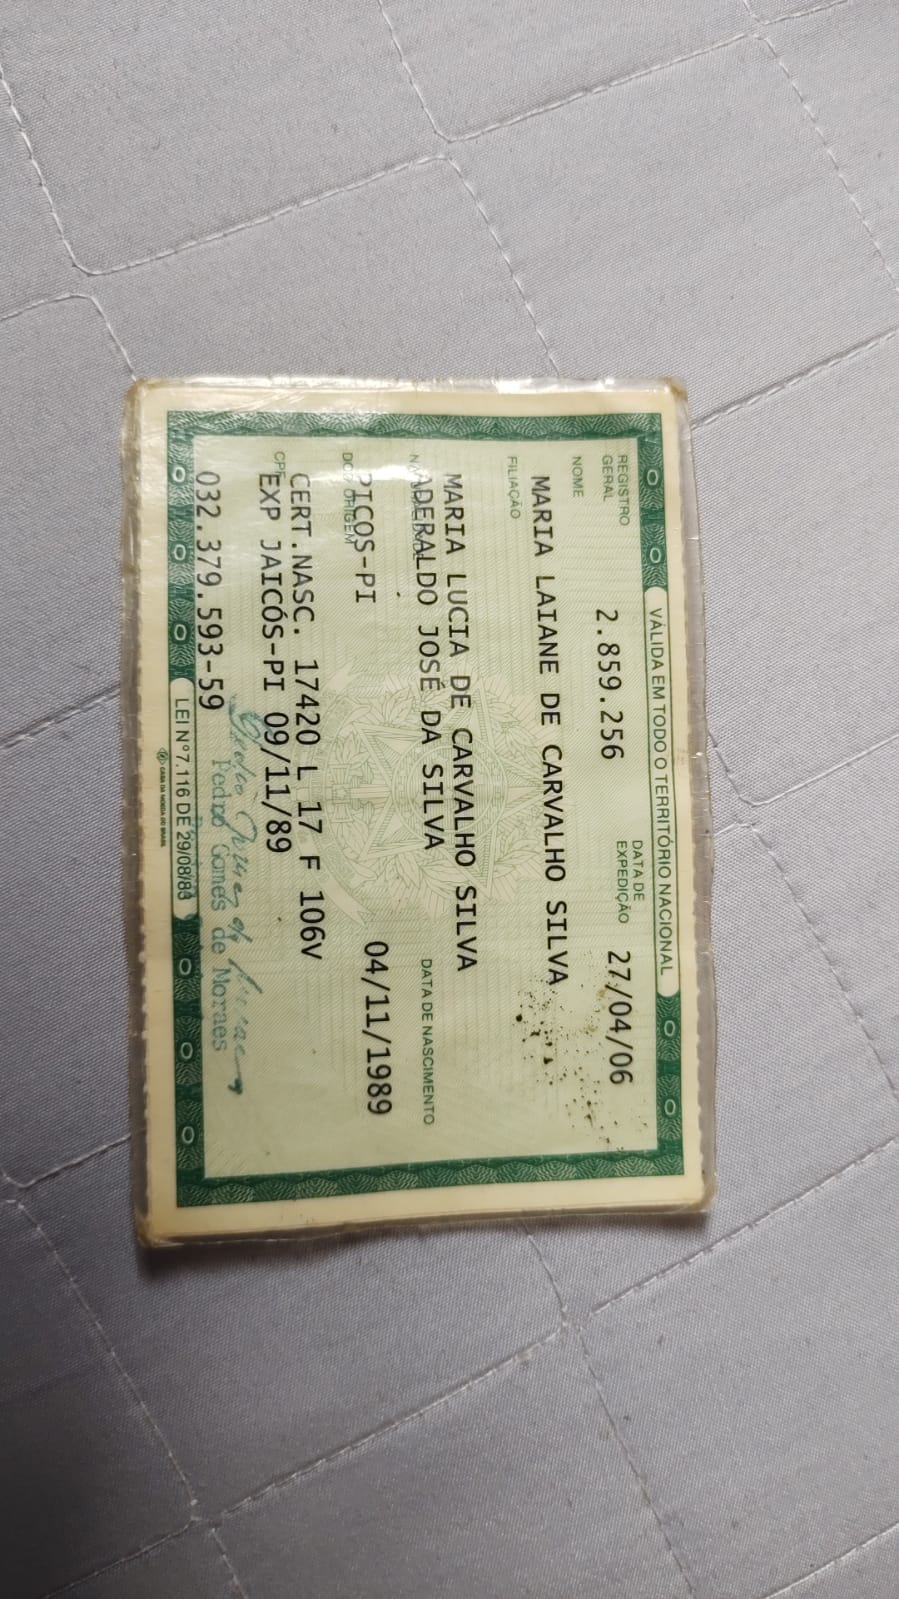 VÁLIDA EM TODO O TERRITÓRIO NACIONAL
REGISTRO GERAL 2.859.256 DATA DE EXPEDIÇÃO 27/04/06
NOME
MARIA LAIANE DE CARVALHO SILVA
FILIAÇÃO
MARIA LUCIA DE CARVALHO SILVA
ADERALDO JOSÉ DA SILVA
DATA DE NASCIMENTO
PICOS-PI 04/11/1989
DOC ORIGEM
CERT.NASC. 17420 L 17 F 106V
EXP JAICÓS-PI 09/11/89
CPF
032.379.593-59
Pedro Gomes de Moraes
LEI Nº 7.116 DE 29/08/83
CASA DA MOEDA DO BRASIL